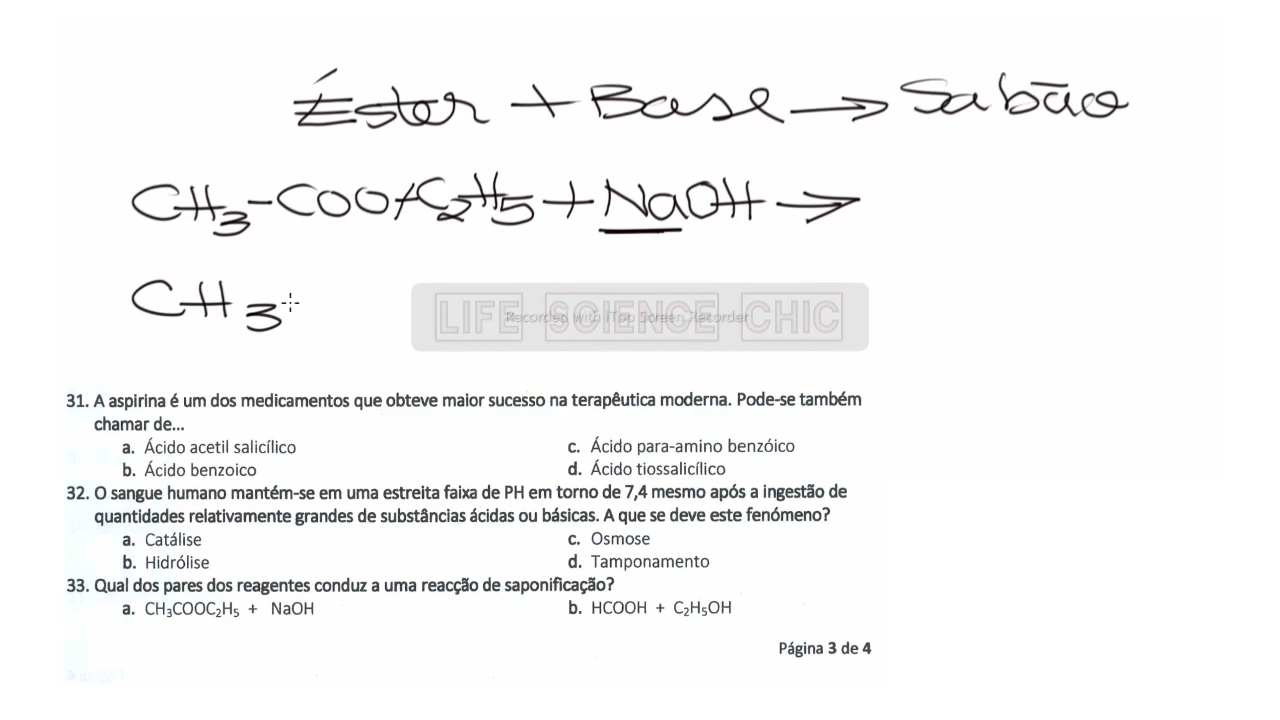 Éster + Base → Sabão
CH₃-COO/C₂H₅ + NaOH →
CH₃
LIFE SCIENCE CHIC
Recorded with iTop Screen Recorder
31. A aspirina é um dos medicamentos que obteve maior sucesso na terapêutica moderna. Pode-se também
chamar de...
a. Ácido acetil salicílico c. Ácido para-amino benzóico
b. Ácido benzoico d. Ácido tiossalicílico
32. O sangue humano mantém-se em uma estreita faixa de PH em torno de 7,4 mesmo após a ingestão de
quantidades relativamente grandes de substâncias ácidas ou básicas. A que se deve este fenómeno?
a. Catálise c. Osmose
b. Hidrólise d. Tamponamento
33. Qual dos pares dos reagentes conduz a uma reacção de saponificação?
a. CH₃COOC₂H₅ + NaOH b. HCOOH + C₂H₅OH
Página 3 de 4